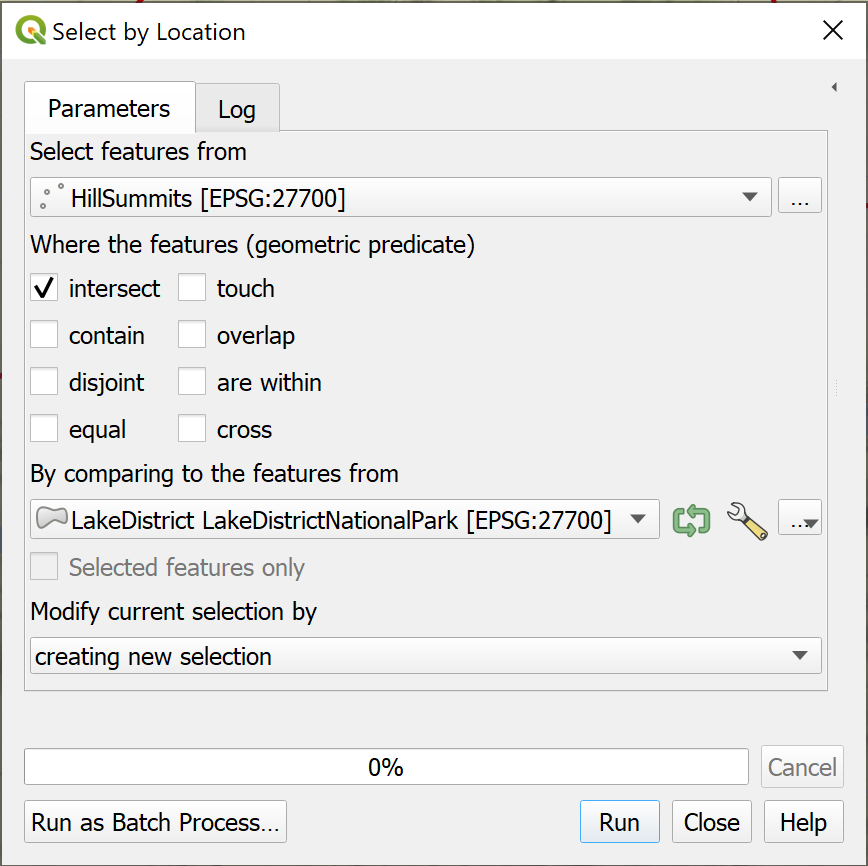 Select by Location
Parameters Log
Select features from
HillSummits [EPSG:27700] ...
Where the features (geometric predicate)
intersect touch
contain overlap
disjoint are within
equal cross
By comparing to the features from
LakeDistrict LakeDistrictNationalPark [EPSG:27700] ...
Selected features only
Modify current selection by
creating new selection
0% Cancel
Run as Batch Process... Run Close Help